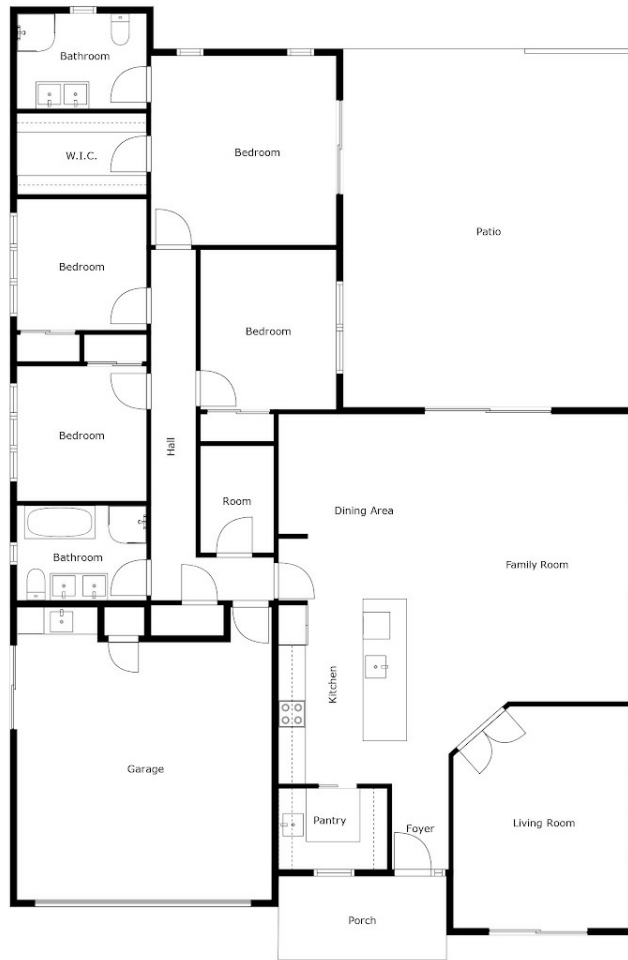 Bathroom
W.I.C.
Bedroom
Patio
Bedroom
Bedroom
Bedroom
Hall
Room
Dining Area
Bathroom
Family Room
Kitchen
Garage
Pantry
Foyer
Living Room
Porch